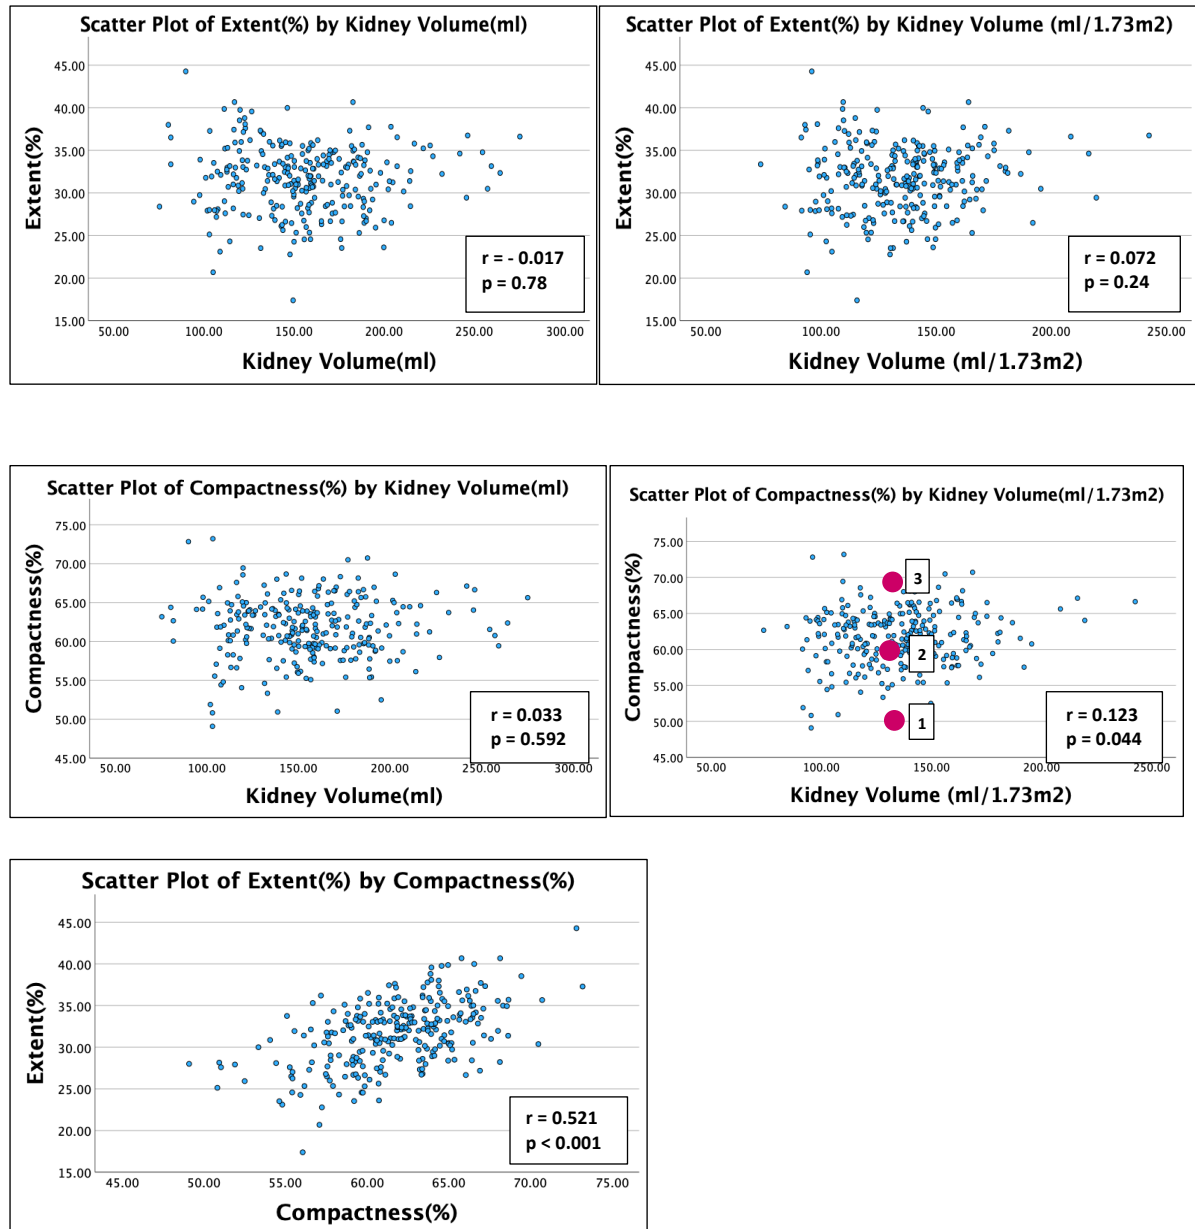 Scatter Plot of Extent(%) by Kidney Volume(ml)
45.00
40.00
35.00
30.00
25.00
20.00
15.00
Extent(%)
r = - 0.017
p = 0.78
50.00 100.00 150.00 200.00 250.00 300.00
Kidney Volume(ml)
Scatter Plot of Extent(%) by Kidney Volume (ml/1.73m2)
45.00
40.00
35.00
30.00
25.00
20.00
15.00
Extent(%)
r = 0.072
p = 0.24
50.00 100.00 150.00 200.00 250.00
Kidney Volume (ml/1.73m2)
Scatter Plot of Compactness(%) by Kidney Volume(ml)
75.00
70.00
65.00
60.00
55.00
50.00
45.00
Compactness(%)
r = 0.033
p = 0.592
50.00 100.00 150.00 200.00 250.00 300.00
Kidney Volume(ml)
Scatter Plot of Compactness(%) by Kidney Volume(ml/1.73m2)
75.00
70.00
65.00
60.00
55.00
50.00
45.00
Compactness(%)
3
2
1
r = 0.123
p = 0.044
50.00 100.00 150.00 200.00 250.00
Kidney Volume (ml/1.73m2)
Scatter Plot of Extent(%) by Compactness(%)
45.00
40.00
35.00
30.00
25.00
20.00
15.00
Extent(%)
r = 0.521
p < 0.001
45.00 50.00 55.00 60.00 65.00 70.00 75.00
Compactness(%)